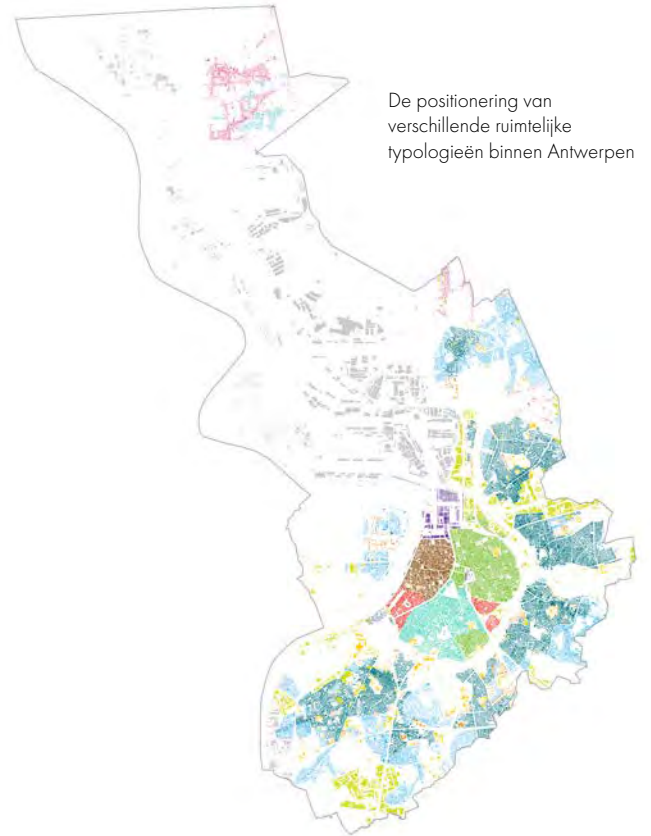 De positionering van
verschillende ruimtelijke
typologieën binnen Antwerpen